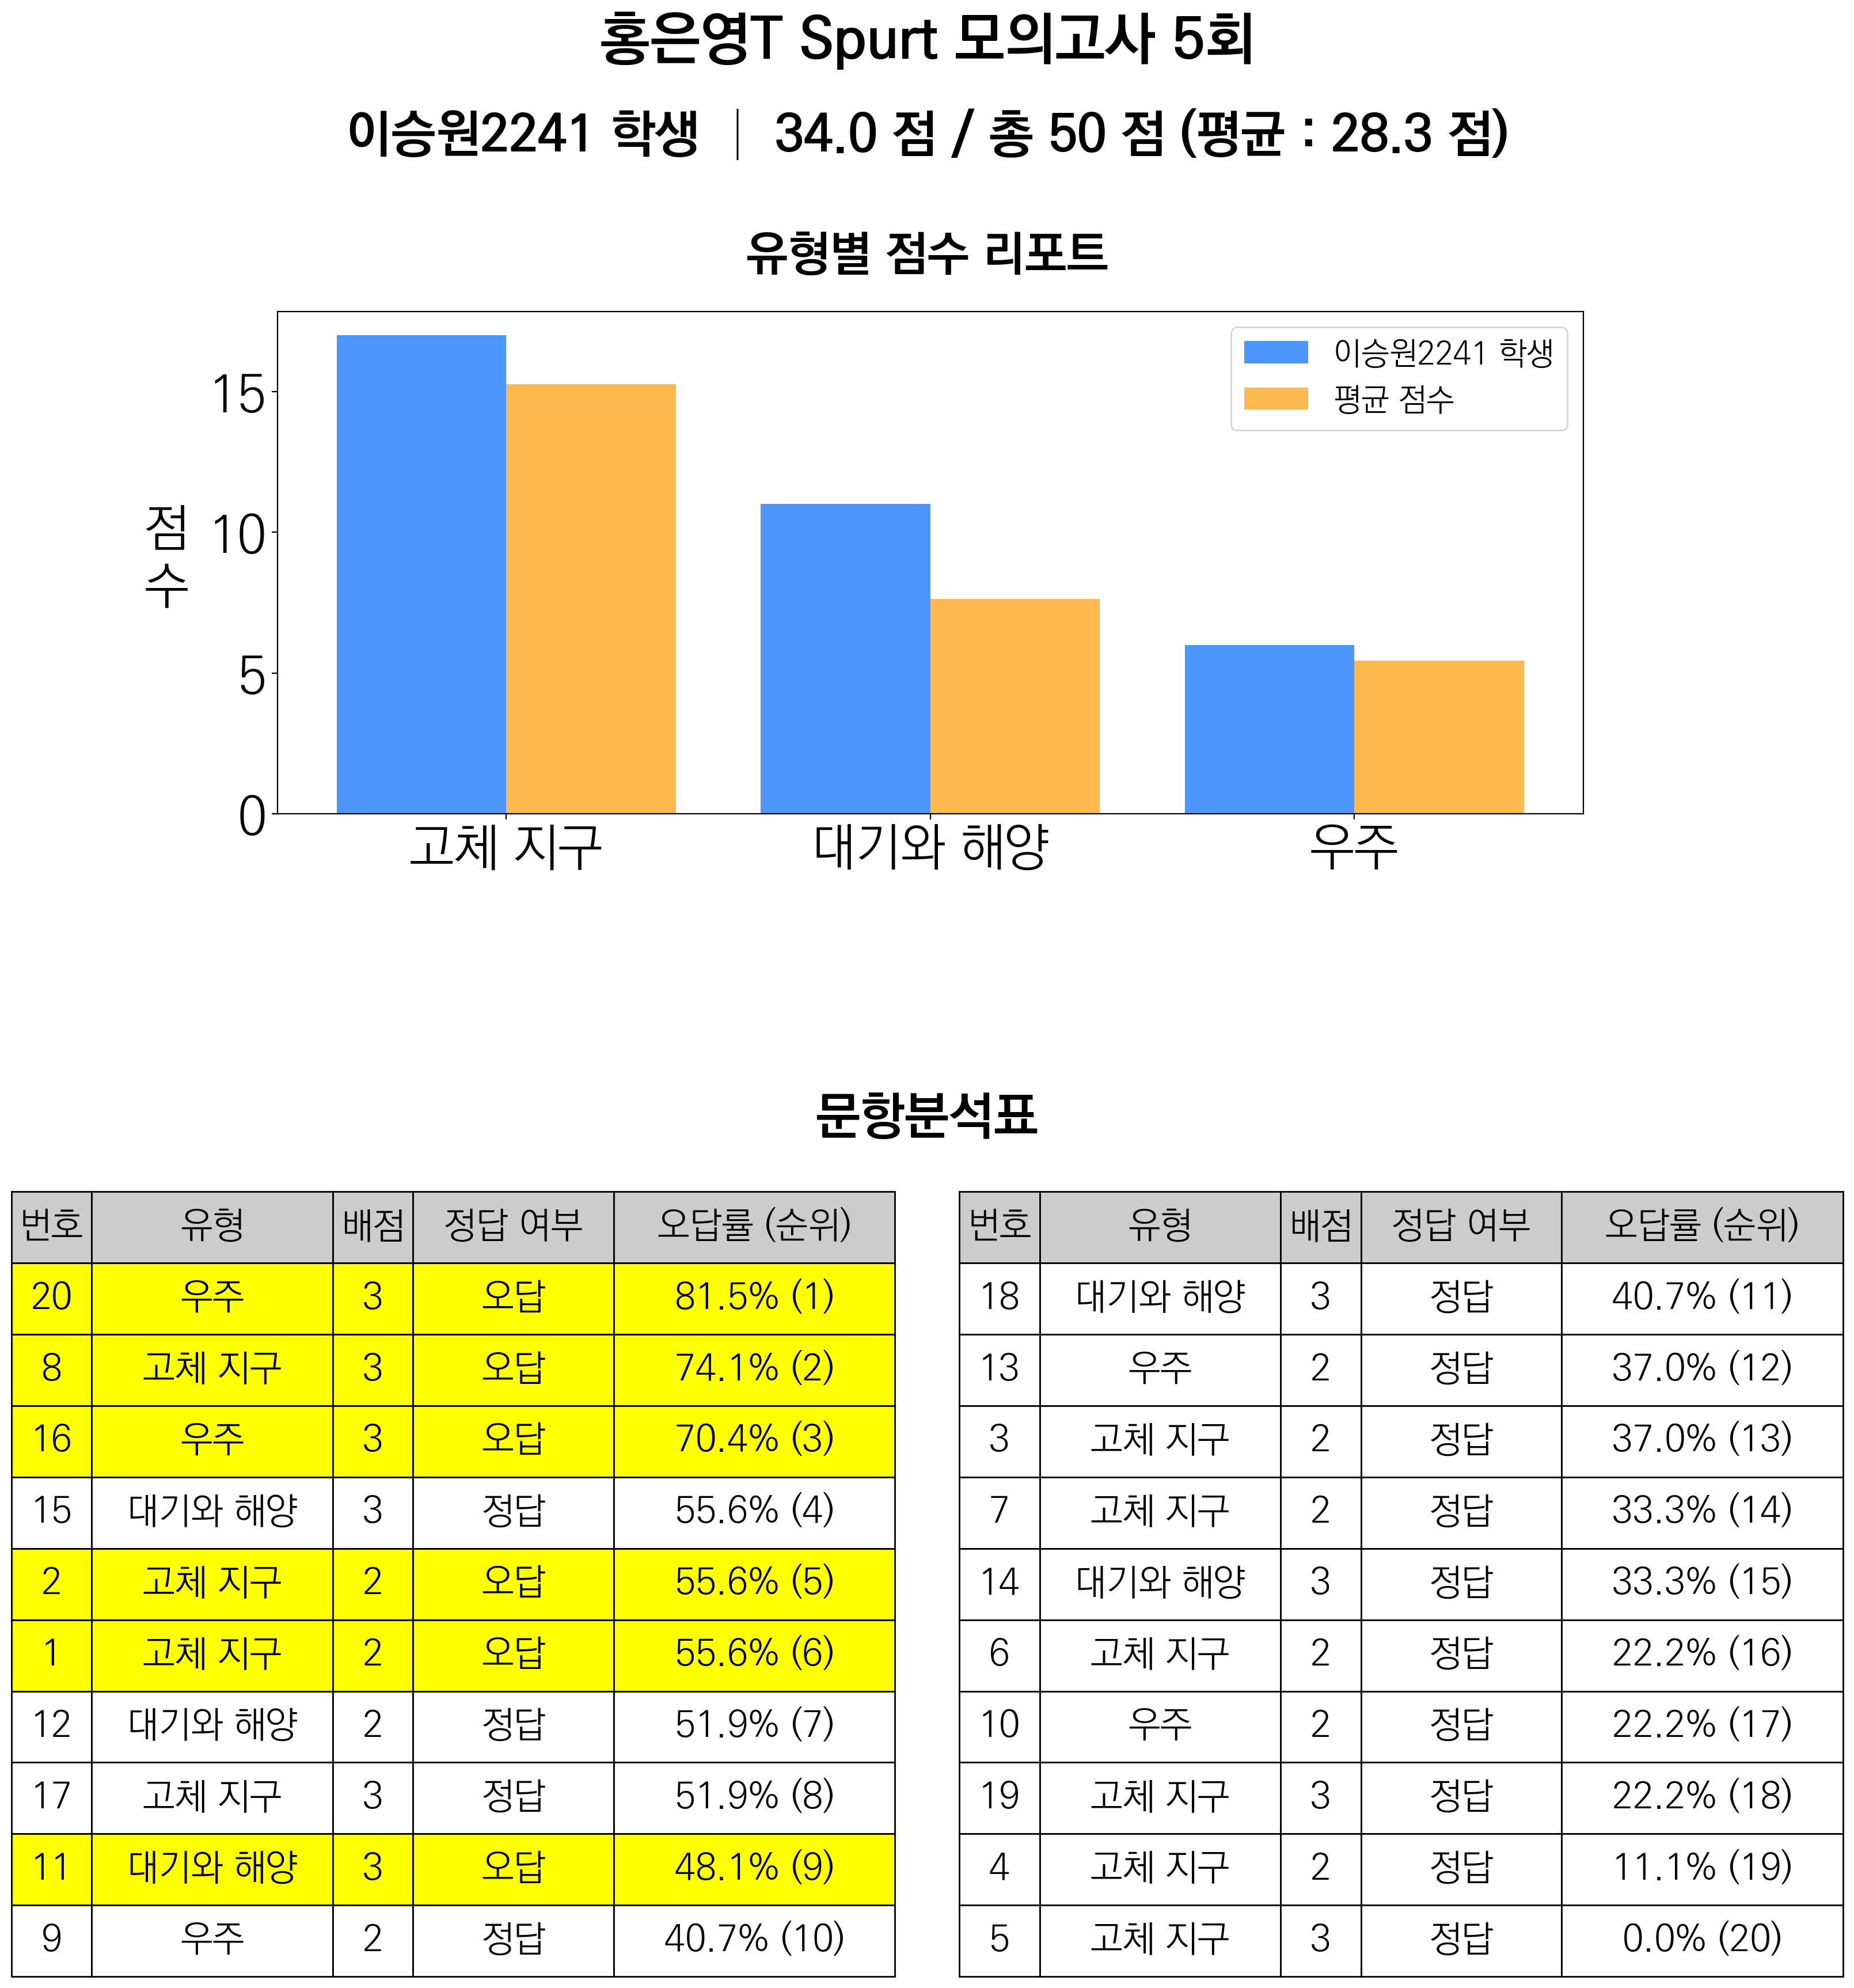 홍은영T Spurt 모의고사 5회
이승원2241 학생 | 34.0 점 / 총 50 점 (평균 : 28.3 점)
유형별 점수 리포트
이승원2241 학생
평균 점수
점수
15
10
5
0
고체 지구 대기와 해양 우주
문항분석표
번호 유형 배점 정답 여부 오답률 (순위)
20 우주 3 오답 81.5% (1)
8 고체 지구 3 오답 74.1% (2)
16 우주 3 오답 70.4% (3)
15 대기와 해양 3 정답 55.6% (4)
2 고체 지구 2 오답 55.6% (5)
1 고체 지구 2 오답 55.6% (6)
12 대기와 해양 2 정답 51.9% (7)
17 고체 지구 3 정답 51.9% (8)
11 대기와 해양 3 오답 48.1% (9)
9 우주 2 정답 40.7% (10)
번호 유형 배점 정답 여부 오답률 (순위)
18 대기와 해양 3 정답 40.7% (11)
13 우주 2 정답 37.0% (12)
3 고체 지구 2 정답 37.0% (13)
7 고체 지구 2 정답 33.3% (14)
14 대기와 해양 3 정답 33.3% (15)
6 고체 지구 2 정답 22.2% (16)
10 우주 2 정답 22.2% (17)
19 고체 지구 3 정답 22.2% (18)
4 고체 지구 2 정답 11.1% (19)
5 고체 지구 3 정답 0.0% (20)